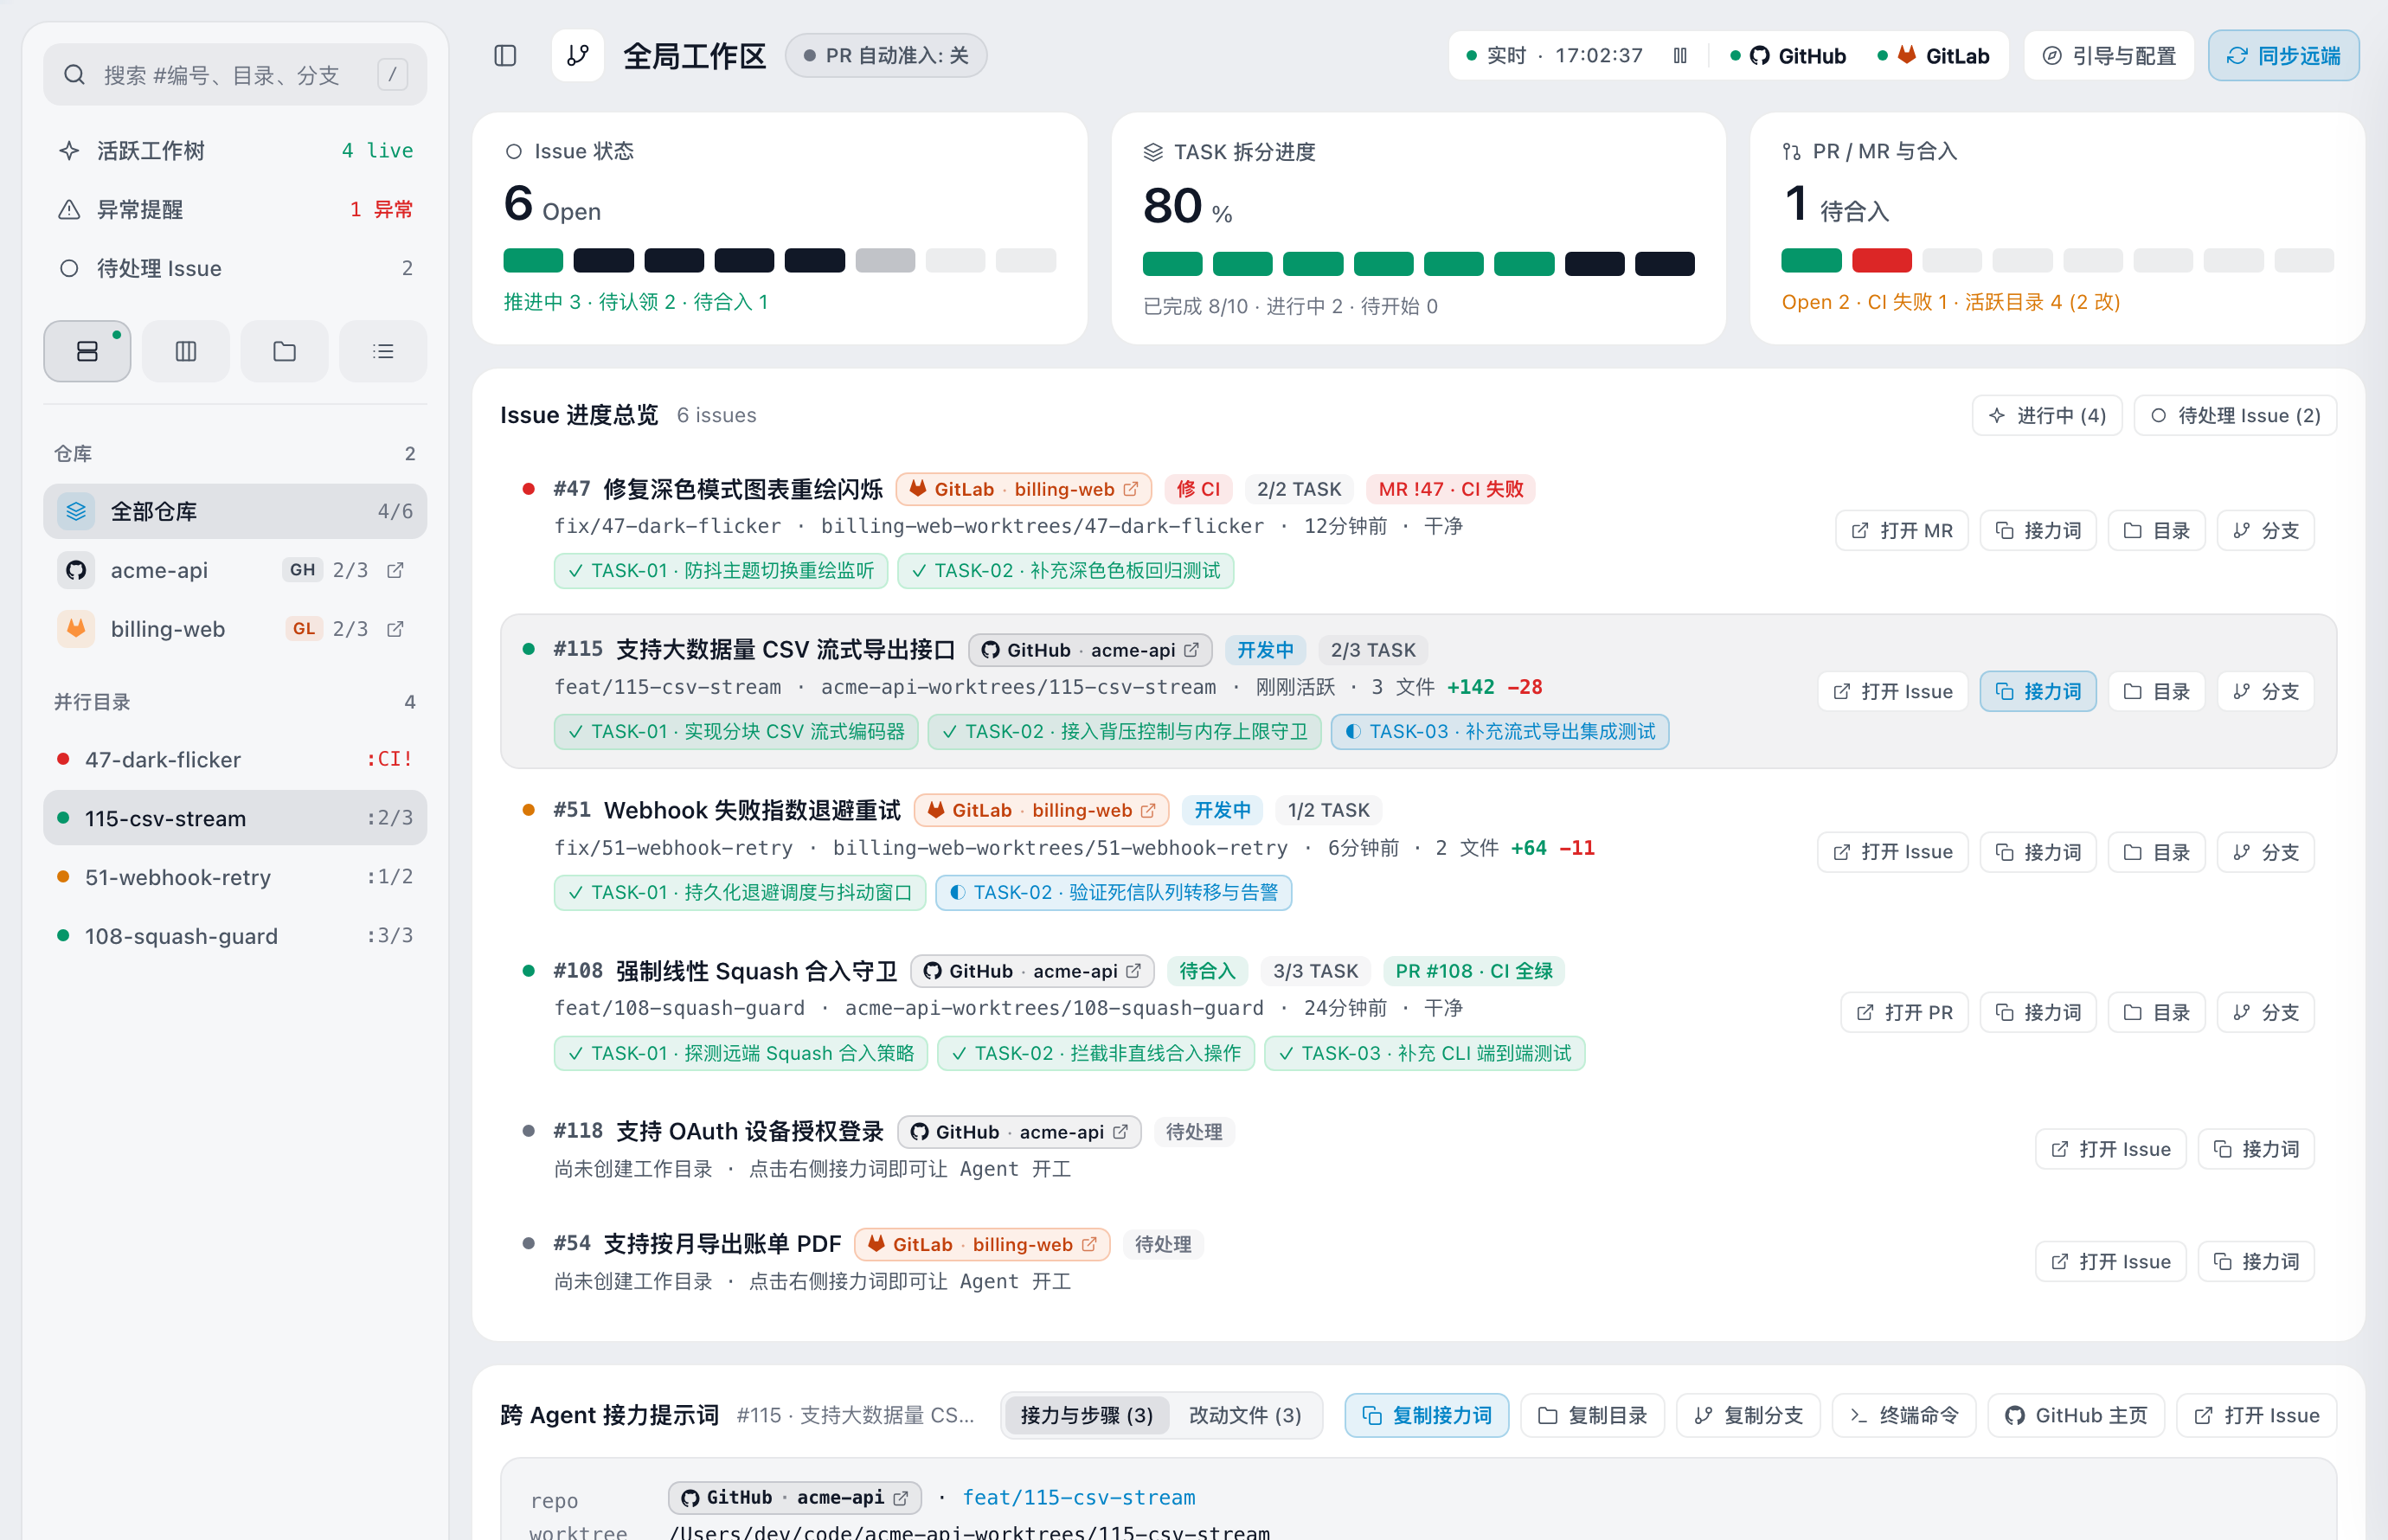 搜索 #编号、目录、分支 /
活跃工作树 4 live
异常提醒 1 异常
待处理 Issue 2
仓库 2
全部仓库 4/6
acme-api GH 2/3
billing-web GL 2/3
并行目录 4
47-dark-flicker :CI!
115-csv-stream :2/3
51-webhook-retry :1/2
108-squash-guard :3/3
全局工作区 PR 自动准入: 关
实时 · 17:02:37 GitHub GitLab 引导与配置 同步远端
Issue 状态
6 Open
推进中 3 · 待认领 2 · 待合入 1
TASK 拆分进度
80 %
已完成 8/10 · 进行中 2 · 待开始 0
PR / MR 与合入
1 待合入
Open 2 · CI 失败 1 · 活跃目录 4 (2 改)
Issue 进度总览 6 issues 进行中 (4) 待处理 Issue (2)
#47 修复深色模式图表重绘闪烁 GitLab · billing-web 修 CI 2/2 TASK MR !47 · CI 失败
fix/47-dark-flicker · billing-web-worktrees/47-dark-flicker · 12分钟前 · 干净
打开 MR 接力词 目录 分支
✓ TASK-01 · 防抖主题切换重绘监听 ✓ TASK-02 · 补充深色色板回归测试
#115 支持大数据量 CSV 流式导出接口 GitHub · acme-api 开发中 2/3 TASK
feat/115-csv-stream · acme-api-worktrees/115-csv-stream · 刚刚活跃 · 3 文件 +142 −28
打开 Issue 接力词 目录 分支
✓ TASK-01 · 实现分块 CSV 流式编码器 ✓ TASK-02 · 接入背压控制与内存上限守卫 TASK-03 · 补充流式导出集成测试
#51 Webhook 失败指数退避重试 GitLab · billing-web 开发中 1/2 TASK
fix/51-webhook-retry · billing-web-worktrees/51-webhook-retry · 6分钟前 · 2 文件 +64 −11
打开 Issue 接力词 目录 分支
✓ TASK-01 · 持久化退避调度与抖动窗口 TASK-02 · 验证死信队列转移与告警
#108 强制线性 Squash 合入守卫 GitHub · acme-api 待合入 3/3 TASK PR #108 · CI 全绿
feat/108-squash-guard · acme-api-worktrees/108-squash-guard · 24分钟前 · 干净
打开 PR 接力词 目录 分支
✓ TASK-01 · 探测远端 Squash 合入策略 ✓ TASK-02 · 拦截非直线合入操作 ✓ TASK-03 · 补充 CLI 端到端测试
#118 支持 OAuth 设备授权登录 GitHub · acme-api 待处理
尚未创建工作目录 · 点击右侧接力词即可让 Agent 开工
打开 Issue 接力词
#54 支持按月导出账单 PDF GitLab · billing-web 待处理
尚未创建工作目录 · 点击右侧接力词即可让 Agent 开工
打开 Issue 接力词
跨 Agent 接力提示词 #115 · 支持大数据量 CS... 接力与步骤 (3) 改动文件 (3) 复制接力词 复制目录 复制分支 终端命令 GitHub 主页 打开 Issue
repo GitHub · acme-api · feat/115-csv-stream
worktree /Users/dev/code/acme-api-worktrees/115-csv-stream